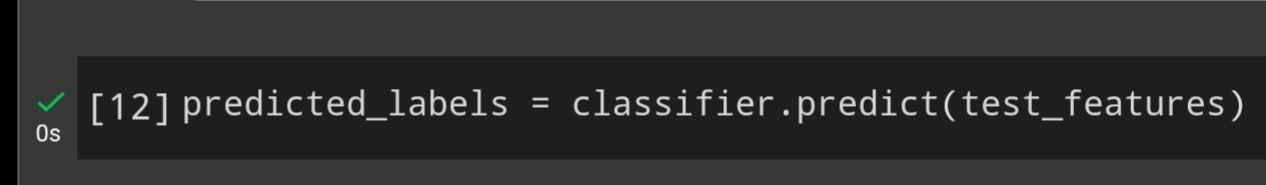 [12] predicted_labels = classifier.predict(test_features)
0s